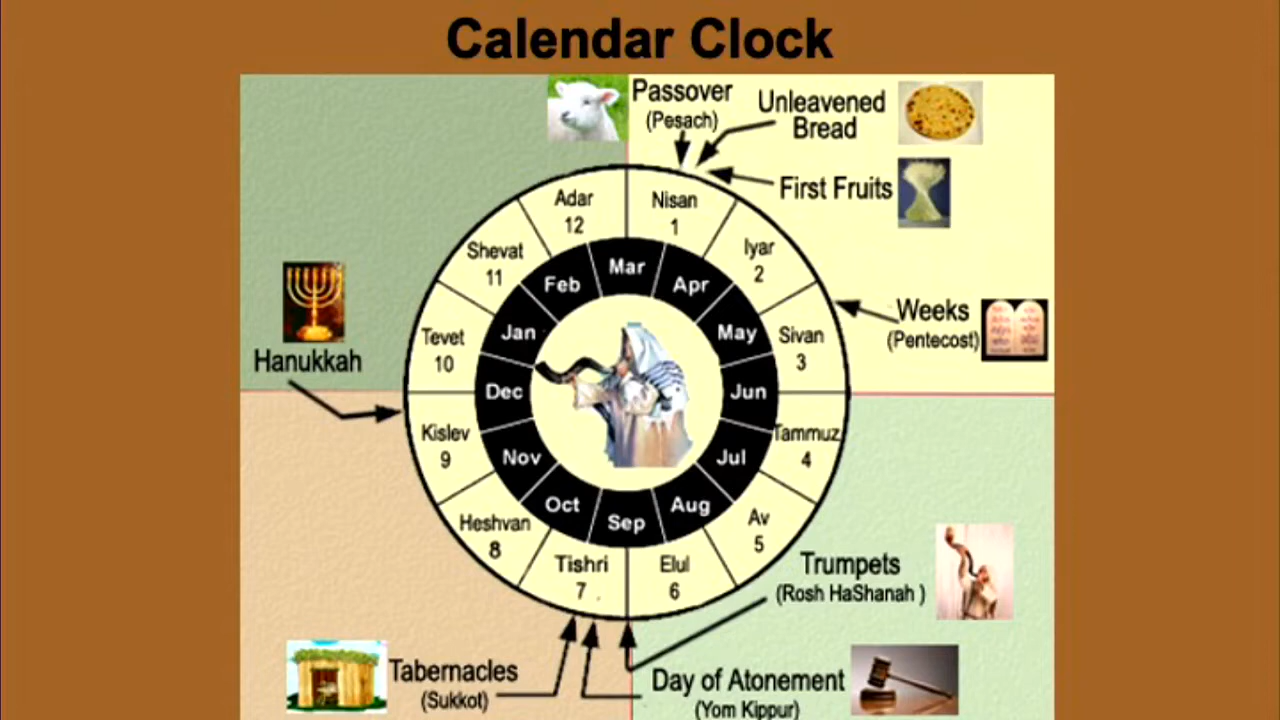 Calendar Clock
Passover
(Pesach)
Unleavened
Bread
First Fruits
Weeks
(Pentecost)
Hanukkah
Nisan
1
Iyar
2
Sivan
3
Tammuz
4
Av
5
Elul
6
Tishri
7
Heshvan
8
Kislev
9
Tevet
10
Shevat
11
Adar
12
Mar
Apr
May
Jun
Jul
Aug
Sep
Oct
Nov
Dec
Jan
Feb
Trumpets
(Rosh HaShanah )
Tabernacles
(Sukkot)
Day of Atonement
(Yom Kippur)